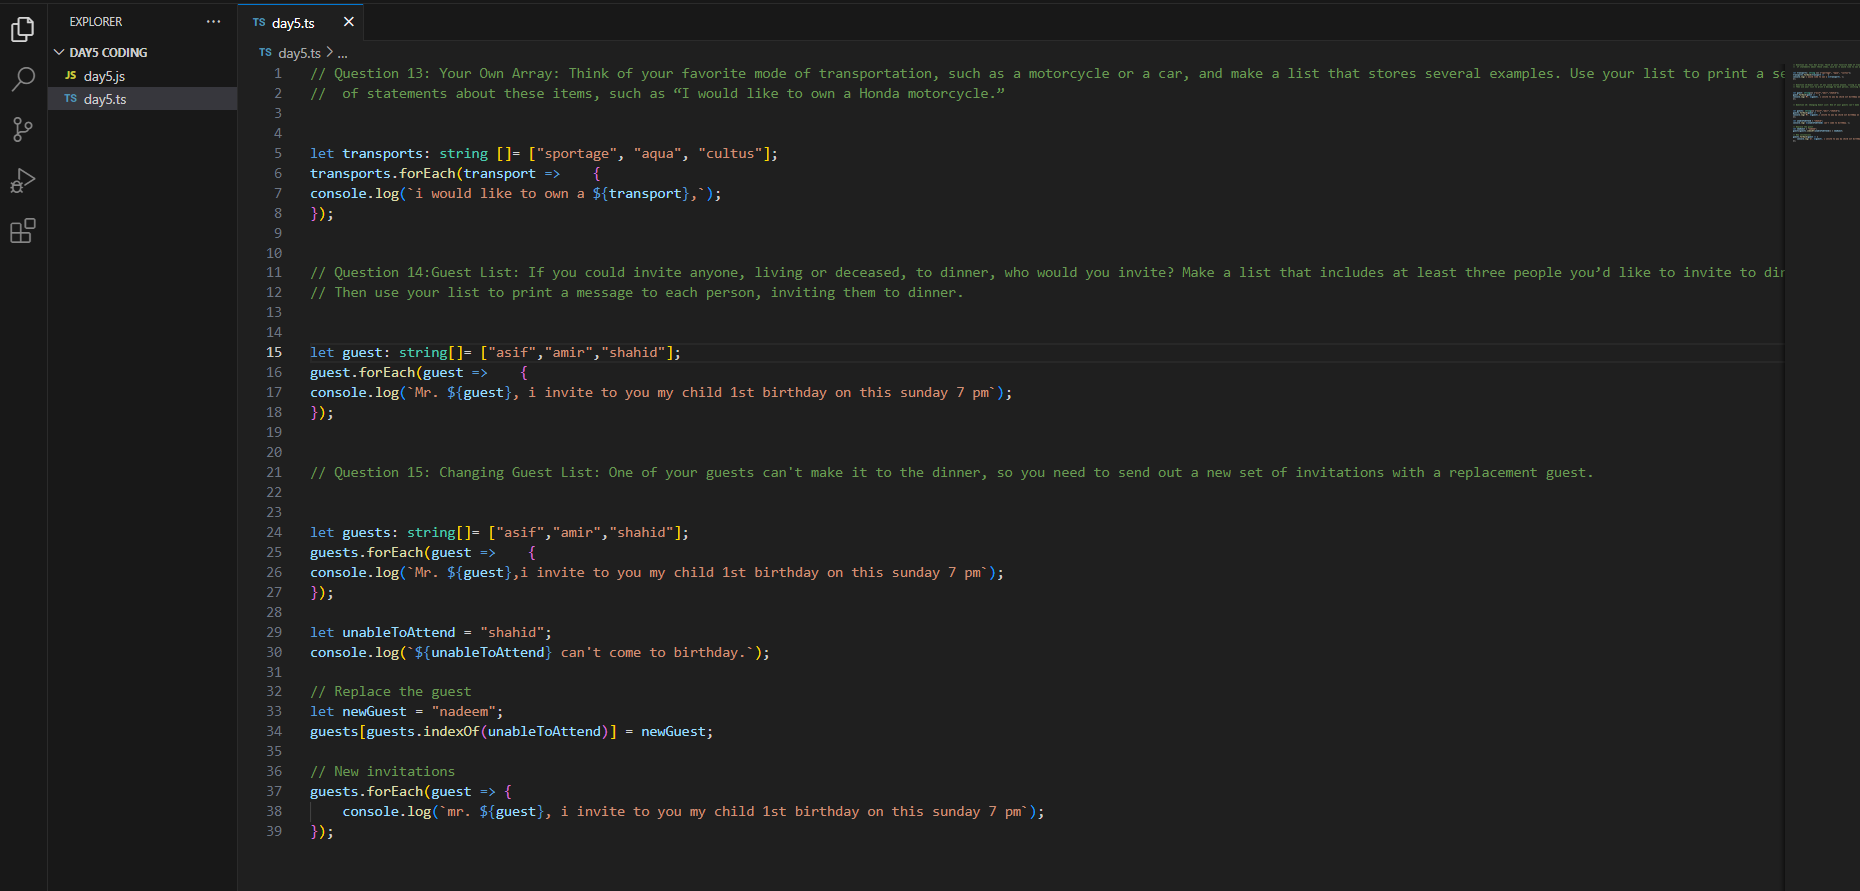 EXPLORER
DAY5 CODING
JS day5.js
TS day5.ts
TS day5.ts
TS day5.ts > ...
1 // Question 13: Your Own Array: Think of your favorite mode of transportation, such as a motorcycle or a car, and make a list that stores several examples. Use your list to print a se
2 //  of statements about these items, such as “I would like to own a Honda motorcycle.”
3
4
5 let transports: string []= ["sportage", "aqua", "cultus"];
6 transports.forEach(transport =>    {
7 console.log(`i would like to own a ${transport},`);
8 });
9
10
11 // Question 14:Guest List: If you could invite anyone, living or deceased, to dinner, who would you invite? Make a list that includes at least three people you’d like to invite to din
12 // Then use your list to print a message to each person, inviting them to dinner.
13
14
15 let guest: string[]= ["asif","amir","shahid"];
16 guest.forEach(guest =>    {
17 console.log(`Mr. ${guest}, i invite to you my child 1st birthday on this sunday 7 pm`);
18 });
19
20
21 // Question 15: Changing Guest List: One of your guests can't make it to the dinner, so you need to send out a new set of invitations with a replacement guest.
22
23
24 let guests: string[]= ["asif","amir","shahid"];
25 guests.forEach(guest =>    {
26 console.log(`Mr. ${guest},i invite to you my child 1st birthday on this sunday 7 pm`);
27 });
28
29 let unableToAttend = "shahid";
30 console.log(`${unableToAttend} can't come to birthday.`);
31
32 // Replace the guest
33 let newGuest = "nadeem";
34 guests[guests.indexOf(unableToAttend)] = newGuest;
35
36 // New invitations
37 guests.forEach(guest => {
38     console.log(`mr. ${guest}, i invite to you my child 1st birthday on this sunday 7 pm`);
39 });